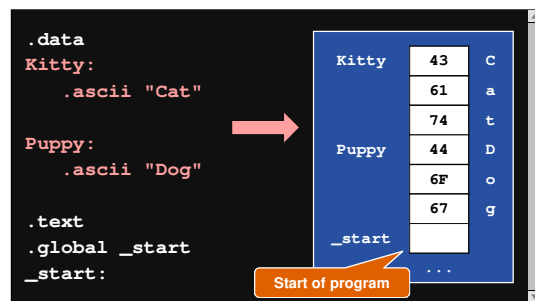 .data
Kitty:
.ascii "Cat"
Puppy:
.ascii "Dog"
.text
.global _start
_start:
Kitty 43 C
61 a
74 t
Puppy 44 D
6F o
67 g
_start
...
Start of program